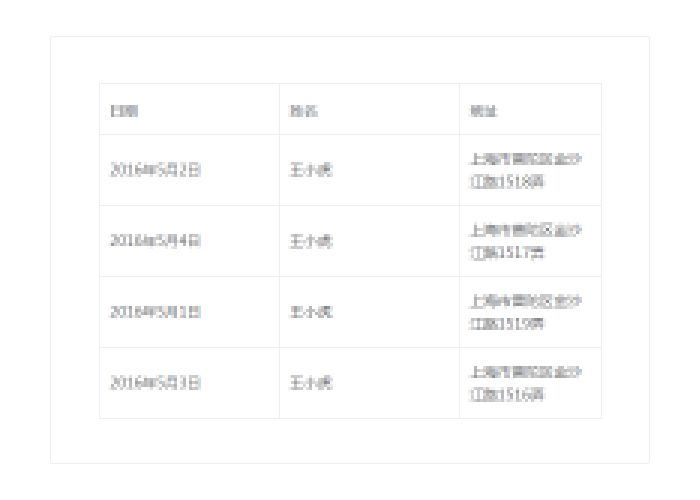 日期 姓名 地址
2016年5月2日 王小虎 上海市普陀区金沙
江路1518弄
2016年5月4日 王小虎 上海市普陀区金沙
江路1517弄
2016年5月1日 王小虎 上海市普陀区金沙
江路1519弄
2016年5月3日 王小虎 上海市普陀区金沙
江路1516弄